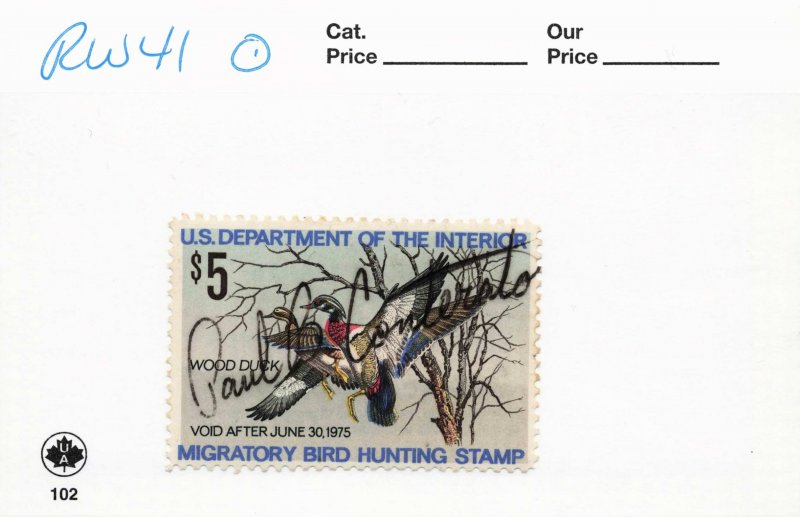 RW41 O
Cat. Price
Our Price
U.S. DEPARTMENT OF THE INTERIOR
$5
WOOD DUCK
VOID AFTER JUNE 30, 1975
MIGRATORY BIRD HUNTING STAMP
UA
102